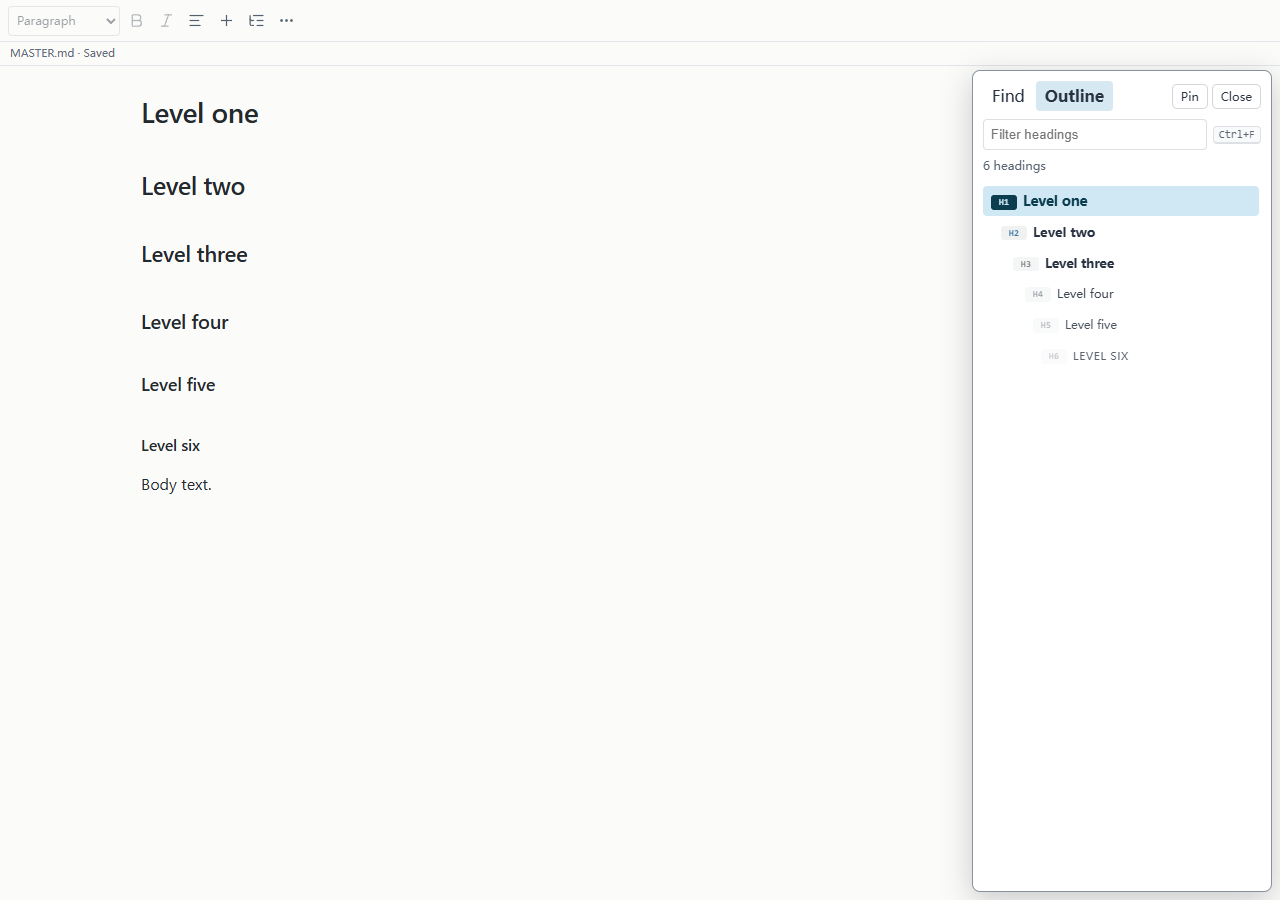 Paragraph
MASTER.md · Saved
Level one
Level two
Level three
Level four
Level five
Level six
Body text.
Find Outline Pin Close
Filter headings Ctrl+F
6 headings
H1 Level one
H2 Level two
H3 Level three
H4 Level four
H5 Level five
H6 LEVEL SIX